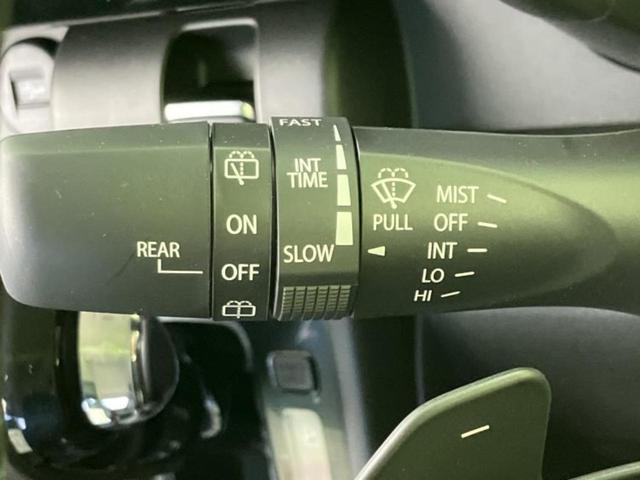 REAR
ON
OFF
FAST
INT
TIME
SLOW
PULL
MIST
OFF
INT
LO
HI